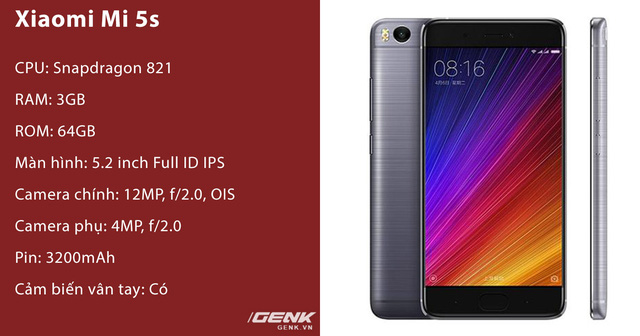 Xiaomi Mi 5s
CPU: Snapdragon 821
RAM: 3GB
ROM: 64GB
Màn hình: 5.2 inch Full ID IPS
Camera chính: 12MP, f/2.0, OIS
Camera phụ: 4MP, f/2.0
Pin: 3200mAh
Cảm biến vân tay: Có
GENK
GENK.VN
08:16